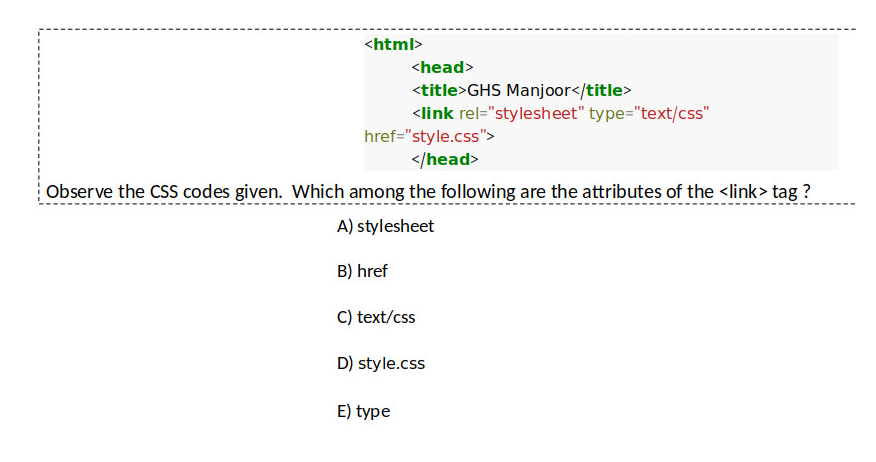 <html>
<head>
<title>GHS Manjoor</title>
<link rel="stylesheet" type="text/css"
href="style.css">
</head>
Observe the CSS codes given. Which among the following are the attributes of the <link> tag ?
A) stylesheet
B) href
C) text/css
D) style.css
E) type